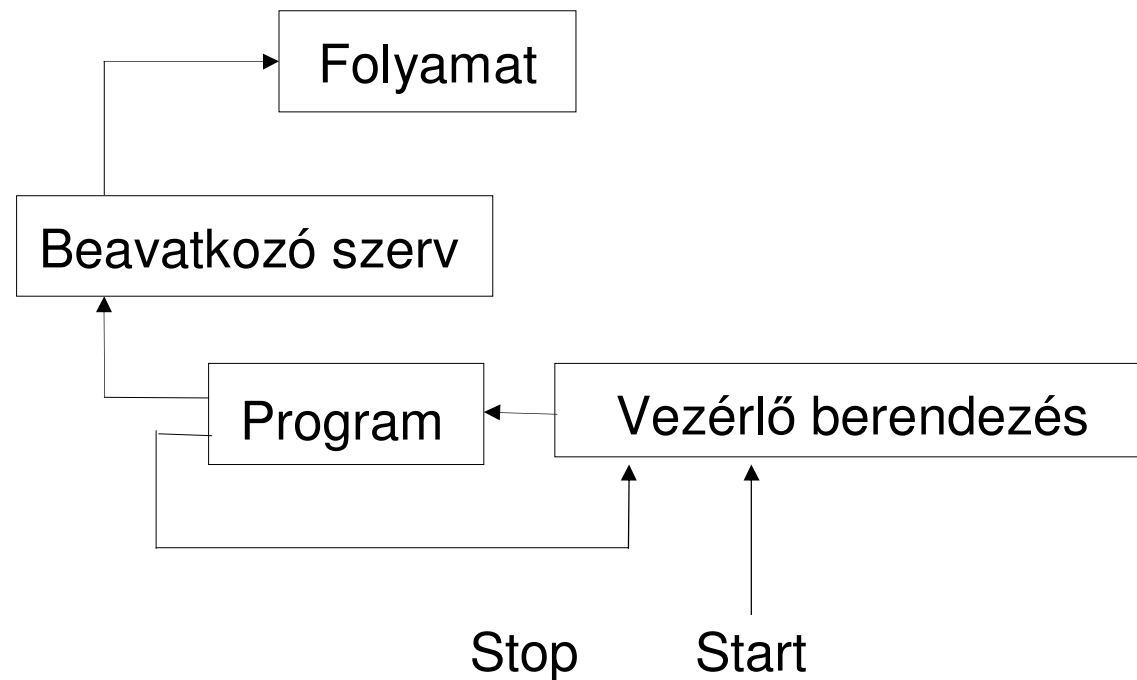 Folyamat
Beavatkozó szerv
Program
Vezérlő berendezés
Stop
Start